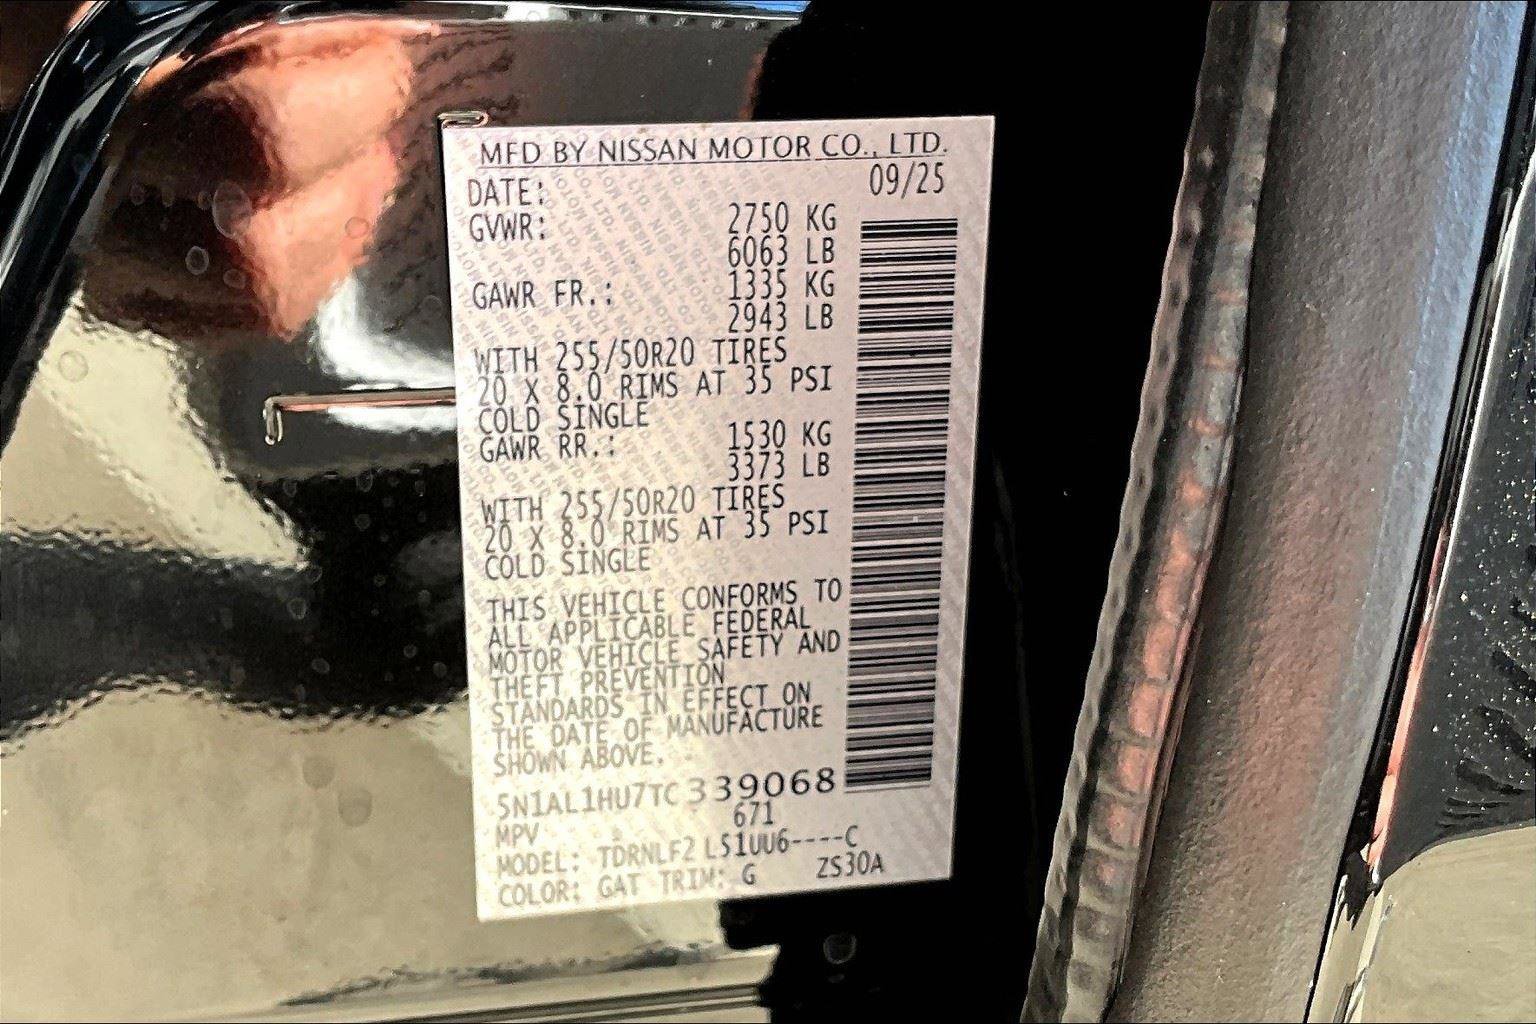 MFD BY NISSAN MOTOR CO., LTD.
DATE: 09/25
GVWR: 2750 KG
6063 LB
GAWR FR.: 1335 KG
2943 LB
WITH 255/50R20 TIRES
20 X 8.0 RIMS AT 35 PSI
COLD SINGLE
GAWR RR.: 1530 KG
3373 LB
WITH 255/50R20 TIRES
20 X 8.0 RIMS AT 35 PSI
COLD SINGLE
THIS VEHICLE CONFORMS TO
ALL APPLICABLE FEDERAL
MOTOR VEHICLE SAFETY AND
THEFT PREVENTION
STANDARDS IN EFFECT ON
THE DATE OF MANUFACTURE
SHOWN ABOVE.
5N1AL1HU7TC339068
MPV 671
MODEL: TDRNLF2 L51UU6----C
COLOR: GAT TRIM: G ZS30A